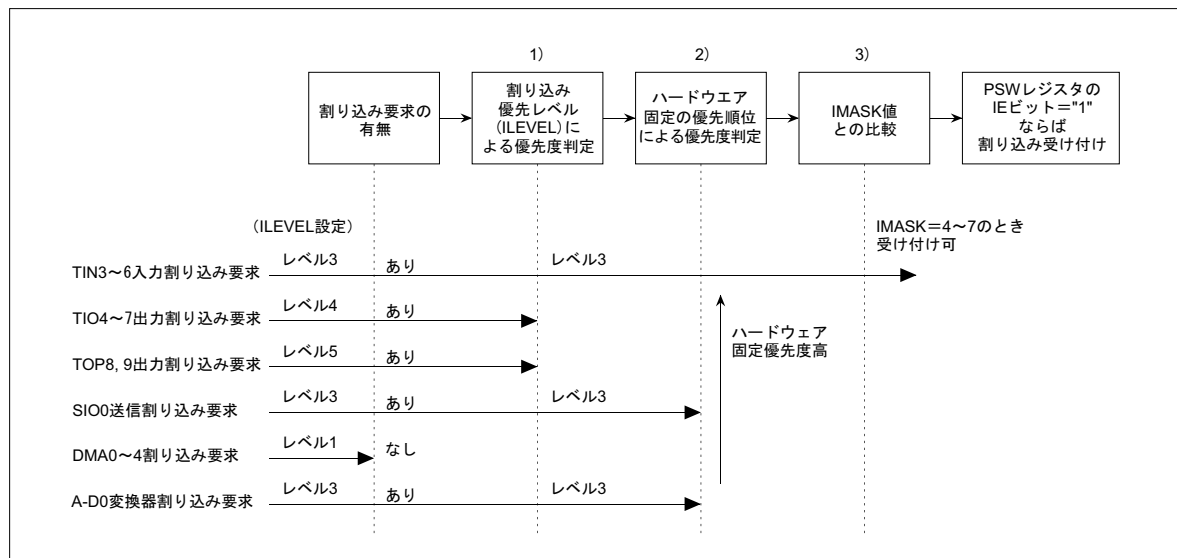 1)
2)
3)
割り込み要求の
有無
割り込み
優先レベル
(ILEVEL)に
よる優先度判定
ハードウエア
固定の優先順位
による優先度判定
IMASK値
との比較
PSWレジスタの
IEビット＝"1"
ならば
割り込み受け付け
(ILEVEL設定)
IMASK＝4～7のとき
受け付け可
TIN3～6入力割り込み要求
レベル3
あり
レベル3
TIO4～7出力割り込み要求
レベル4
あり
ハードウェア
固定優先度高
TOP8, 9出力割り込み要求
レベル5
あり
SIO0送信割り込み要求
レベル3
あり
レベル3
DMA0～4割り込み要求
レベル1
なし
A-D0変換器割り込み要求
レベル3
あり
レベル3